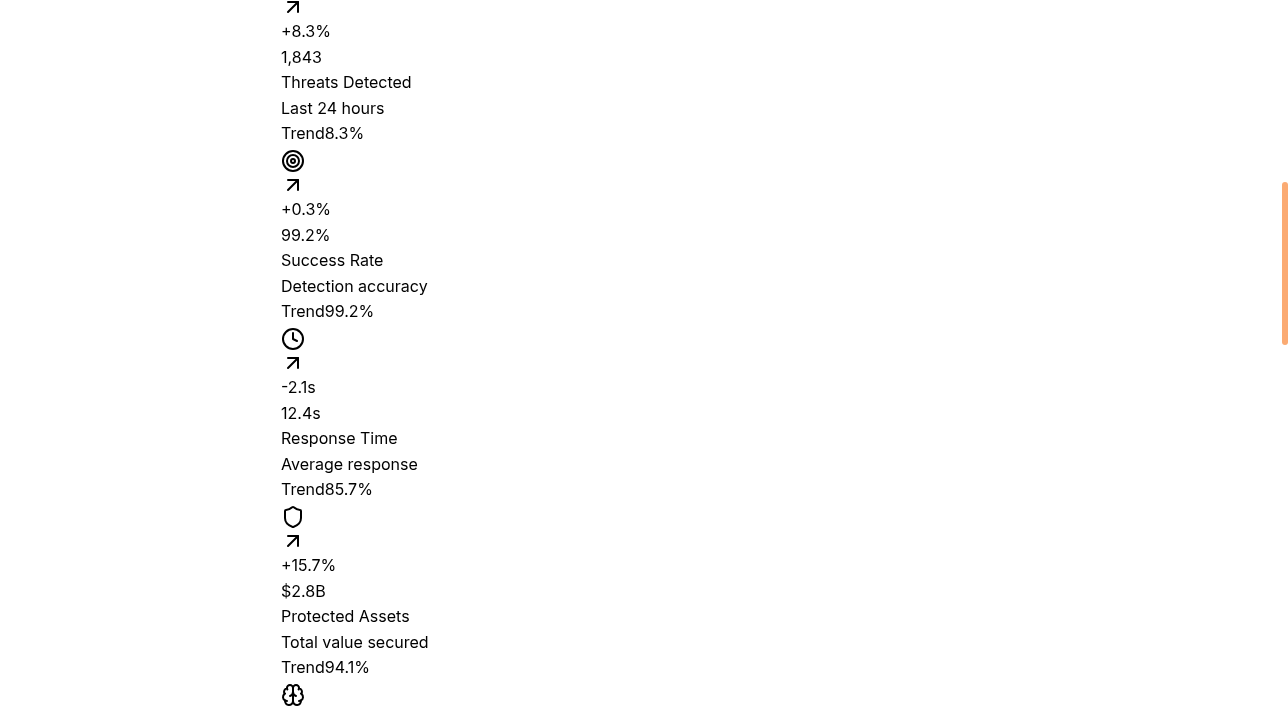 +8.3%
1,843
Threats Detected
Last 24 hours
Trend8.3%
+0.3%
99.2%
Success Rate
Detection accuracy
Trend99.2%
-2.1s
12.4s
Response Time
Average response
Trend85.7%
+15.7%
$2.8B
Protected Assets
Total value secured
Trend94.1%